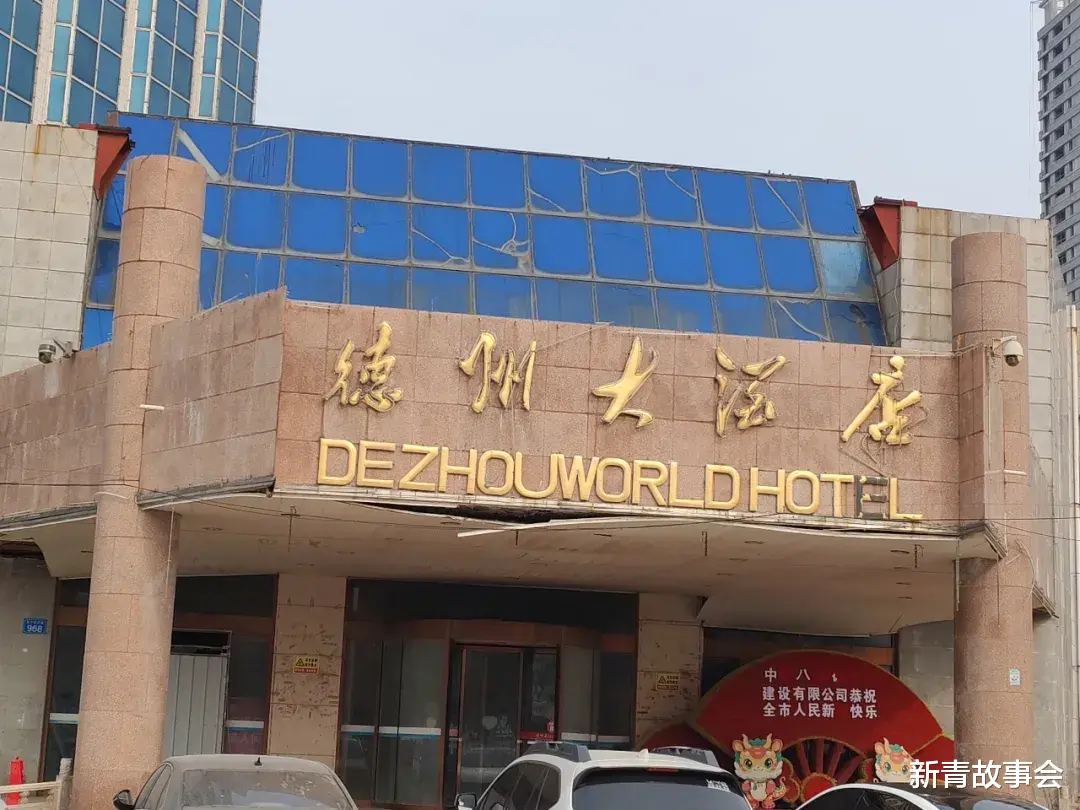 德州大酒店
DEZHOUWORLD HOTEL
968
中八
建设有限公司恭祝
全市人民新 快乐
新青故事会